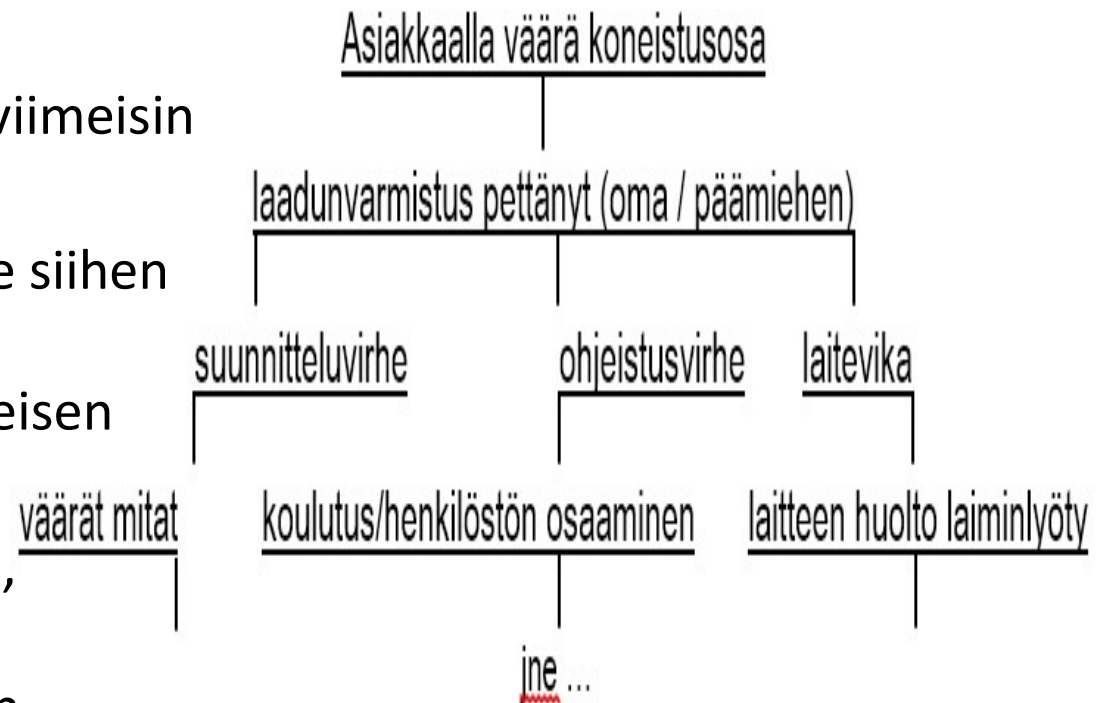 Asiakkaalla väärä koneistusosa
viimeisin
laadunvarmistus pettänyt (oma / päämiehen)
e siihen
suunnitteluvirhe ohjeistusvirhe laitevika
eisen
väärät mitat koulutus/henkilöstön osaaminen laitteen huolto laiminlyöty
,
jne ...